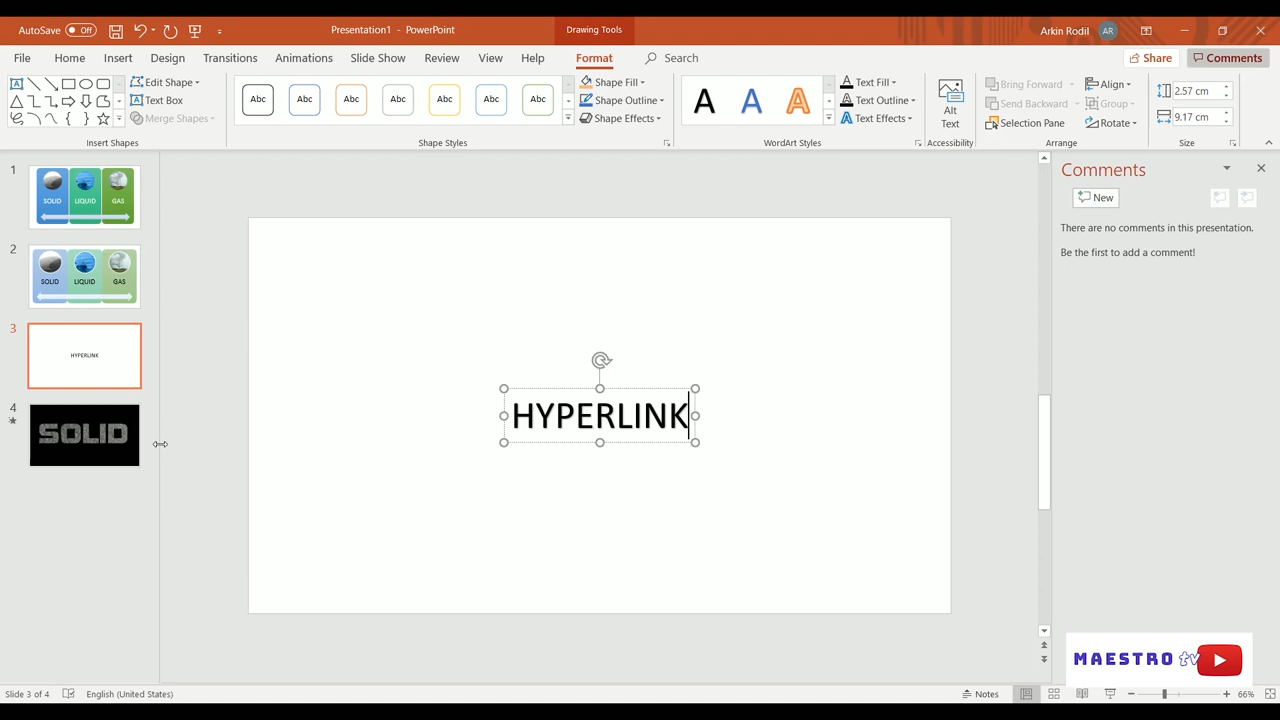 AutoSave Off
Presentation1 - PowerPoint
Drawing Tools
Arkin Rodil AR
File Home Insert Design Transitions Animations Slide Show Review View Help Format Search
Share Comments
Edit Shape
Text Box
Merge Shapes
Insert Shapes
Abc Abc Abc Abc Abc Abc Abc
Shape Fill
Shape Outline
Shape Effects
Shape Styles
A A A
Text Fill
Text Outline
Text Effects
WordArt Styles
Alt
Text
Accessibility
Bring Forward
Send Backward
Selection Pane
Align
Group
Rotate
Arrange
2.57 cm
9.17 cm
Size
1
SOLID LIQUID GAS
2
SOLID LIQUID GAS
3
HYPERLINK
4
SOLID
HYPERLINK
Comments
New
There are no comments in this presentation.
Be the first to add a comment!
MAESTRO tv
Slide 3 of 4
English (United States)
Notes
66%